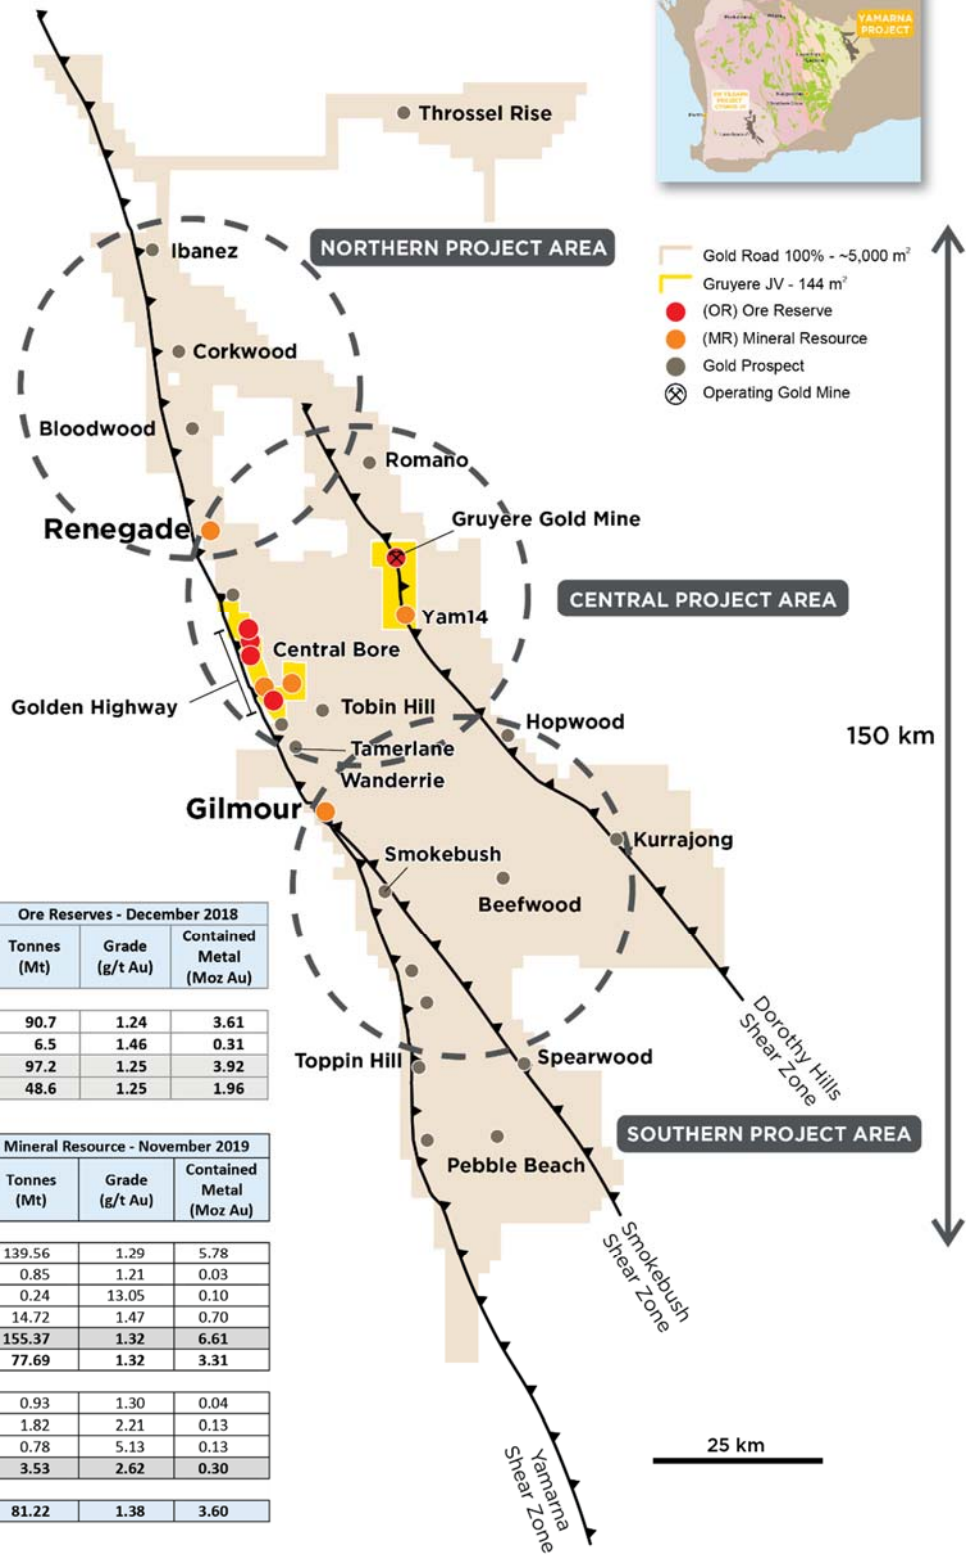 YAMARNA
PROJECT
Throssel Rise
Ibanez
NORTHERN PROJECT AREA
Gold Road 100% - ~5,000 m²
Gruyere JV - 144 m²
(OR) Ore Reserve
(MR) Mineral Resource
Gold Prospect
Operating Gold Mine
Corkwood
Bloodwood
Romano
Renegade
Gruyere Gold Mine
CENTRAL PROJECT AREA
Yam14
Central Bore
Golden Highway
Tobin Hill
Hopwood
150 km
Tamerlane
Wanderrie
Gilmour
Kurrajong
Smokebush
Beefwood
Ore Reserves - December 2018
Tonnes (Mt) Grade (g/t Au) Contained Metal (Moz Au)
90.7 1.24 3.61
6.5 1.46 0.31
97.2 1.25 3.92
48.6 1.25 1.96
Dorothy Hills
Shear Zone
Toppin Hill
Spearwood
SOUTHERN PROJECT AREA
Pebble Beach
Mineral Resource - November 2019
Tonnes (Mt) Grade (g/t Au) Contained Metal (Moz Au)
139.56 1.29 5.78
0.85 1.21 0.03
0.24 13.05 0.10
14.72 1.47 0.70
155.37 1.32 6.61
77.69 1.32 3.31
0.93 1.30 0.04
1.82 2.21 0.13
0.78 5.13 0.13
3.53 2.62 0.30
81.22 1.38 3.60
Smokebush
Shear Zone
25 km
Yamarna
Shear Zone